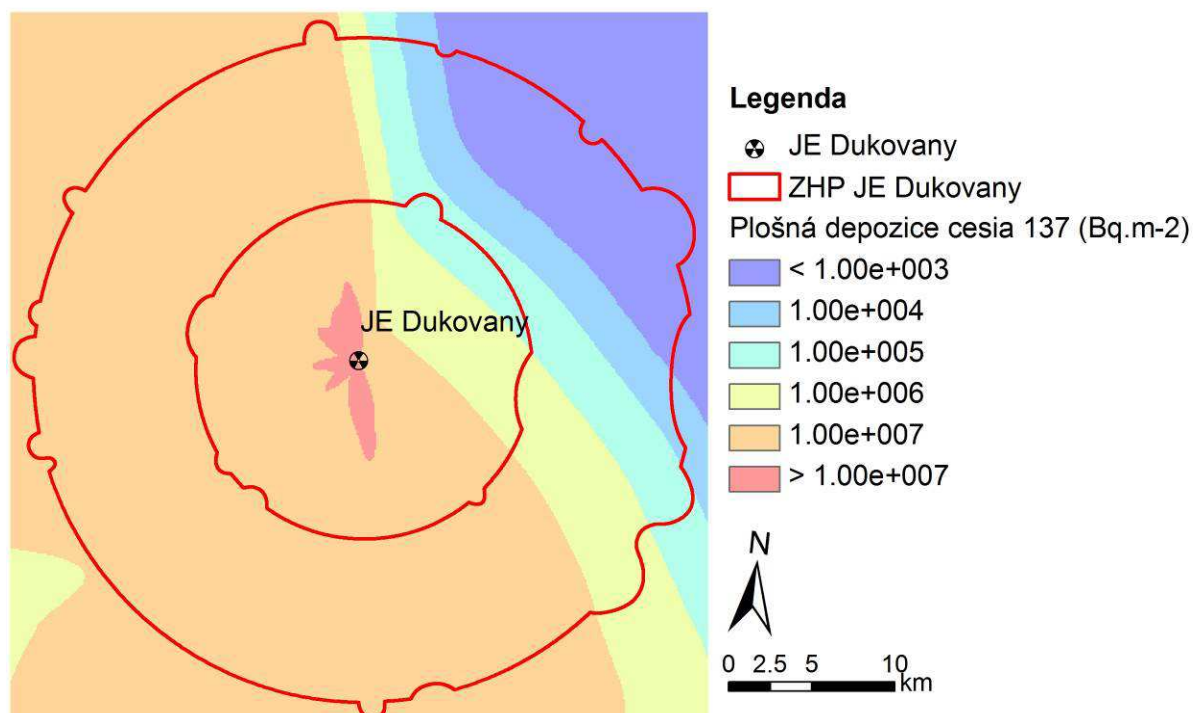 JE Dukovany
Legenda
JE Dukovany
ZHP JE Dukovany
Plošná depozice cesia 137 (Bq.m-2)
< 1.00e+003
1.00e+004
1.00e+005
1.00e+006
1.00e+007
> 1.00e+007
N
0 2.5 5 10
km